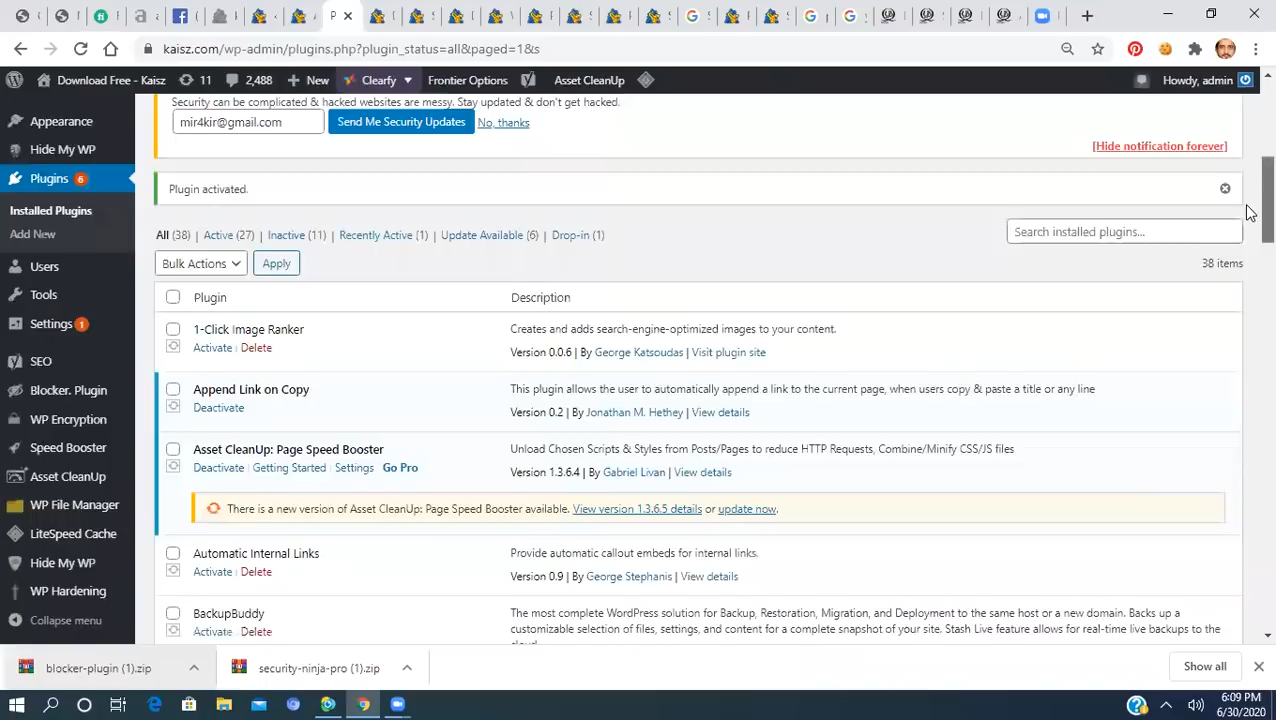 kaisz.com/wp-admin/plugins.php?plugin_status=all&paged=1&s
Download Free - Kaisz 11 2,488 New Clearfy Frontier Options Asset CleanUp Howdy, admin
Security can be complicated & hacked websites are messy. Stay updated & don't get hacked.
mir4kir@gmail.com Send Me Security Updates No, thanks
[Hide notification forever]
Plugin activated.
Appearance
Hide My WP
Plugins 6
Installed Plugins
Add New
Users
Tools
Settings 1
SEO
Blocker. Plugin
WP Encryption
Speed Booster
Asset CleanUp
WP File Manager
LiteSpeed Cache
Hide My WP
WP Hardening
Collapse menu
All (38) | Active (27) | Inactive (11) | Recently Active (1) | Update Available (6) | Drop-in (1)
Search installed plugins...
Bulk Actions Apply
38 items
Plugin Description
1-Click Image Ranker Creates and adds search-engine-optimized images to your content.
Activate | Delete Version 0.0.6 | By George Katsoudas | Visit plugin site
Append Link on Copy This plugin allows the user to automatically append a link to the current page, when users copy & paste a title or any line
Deactivate Version 0.2 | By Jonathan M. Hethey | View details
Asset CleanUp: Page Speed Booster Unload Chosen Scripts & Styles from Posts/Pages to reduce HTTP Requests, Combine/Minify CSS/JS files
Deactivate | Getting Started | Settings Go Pro Version 1.3.6.4 | By Gabriel Livan | View details
There is a new version of Asset CleanUp: Page Speed Booster available. View version 1.3.6.5 details or update now.
Automatic Internal Links Provide automatic callout embeds for internal links.
Activate | Delete Version 0.9 | By George Stephanis | View details
BackupBuddy The most complete WordPress solution for Backup, Restoration, Migration, and Deployment to the same host or a new domain. Backs up a
Activate | Delete customizable selection of files, settings, and content for a complete snapshot of your site. Stash Live feature allows for real-time live backups to the
blocker-plugin (1).zip security-ninja-pro (1).zip Show all
6:09 PM
6/30/2020